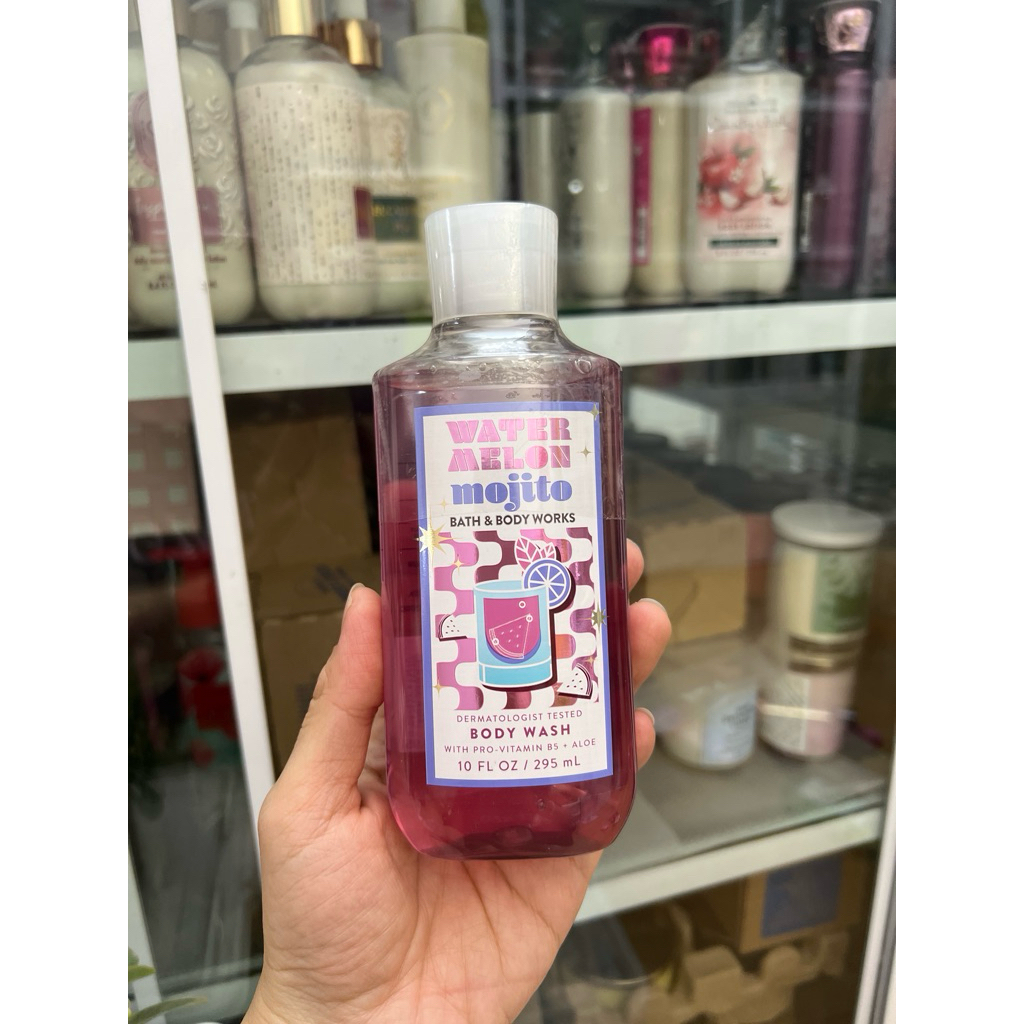 WATER
MELON
mojito
BATH & BODY WORKS
DERMATOLOGIST TESTED
BODY WASH
WITH PRO-VITAMIN B5 + ALOE
10 FL OZ / 295 mL